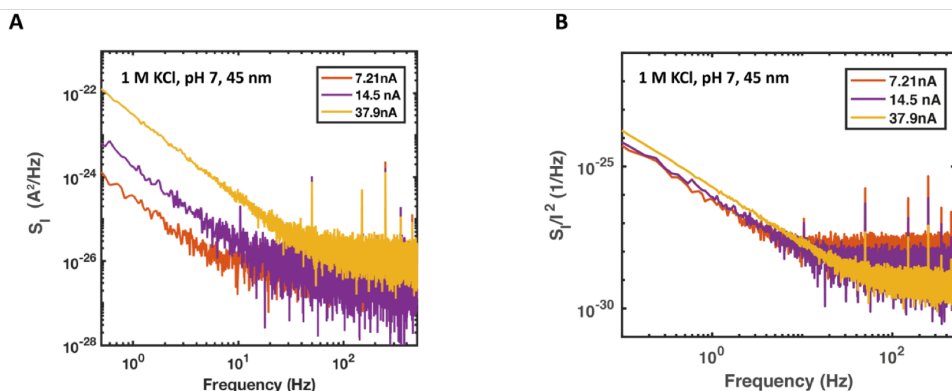 A
1 M KCl, pH 7, 45 nm
7.21nA
14.5 nA
37.9nA
10⁻²²
10⁻²⁴
10⁻²⁶
10⁻²⁸
S_I (A²/Hz)
10⁰
10¹
10²
Frequency (Hz)
B
1 M KCl, pH 7, 45 nm
7.21nA
14.5 nA
37.9nA
10⁻²⁵
10⁻³⁰
S_I/I² (1/Hz)
10⁰
10²
Frequency (Hz)